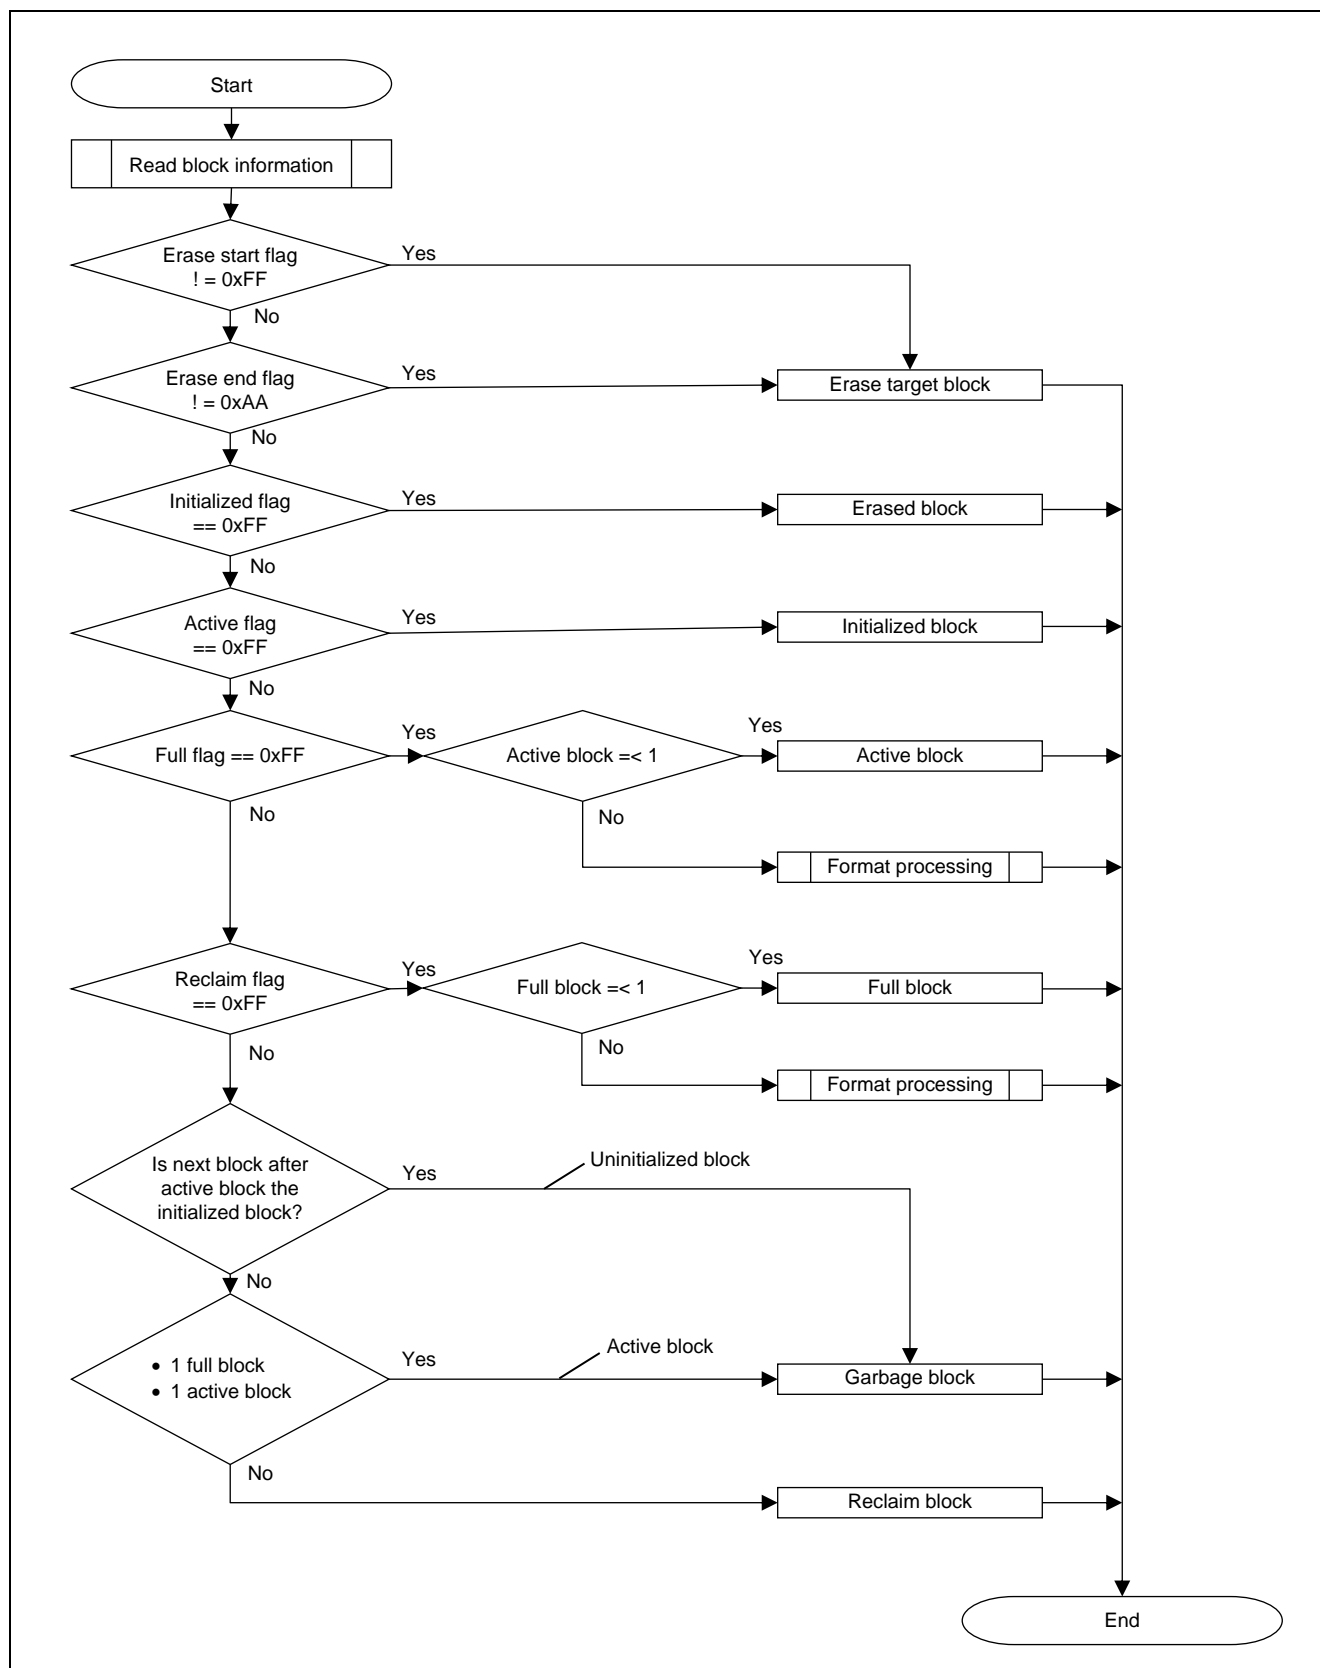 Start
Read block information
Erase start flag
! = 0xFF
Yes
No
Erase end flag
! = 0xAA
Yes
Erase target block
No
Initialized flag
== 0xFF
Yes
Erased block
No
Active flag
== 0xFF
Yes
Initialized block
No
Full flag == 0xFF
Yes
Active block =< 1
Yes
Active block
No
No
Format processing
Reclaim flag
== 0xFF
Yes
Full block =< 1
Yes
Full block
No
No
Format processing
Is next block after
active block the
initialized block?
Yes
Uninitialized block
No
• 1 full block
• 1 active block
Yes
Active block
Garbage block
No
Reclaim block
End